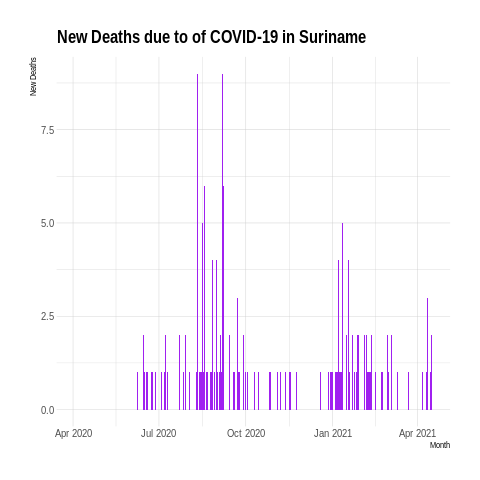 New Deaths due to of COVID-19 in Suriname
New Deaths
7.5
5.0
2.5
0.0
Apr 2020 Jul 2020 Oct 2020 Jan 2021 Apr 2021
Month